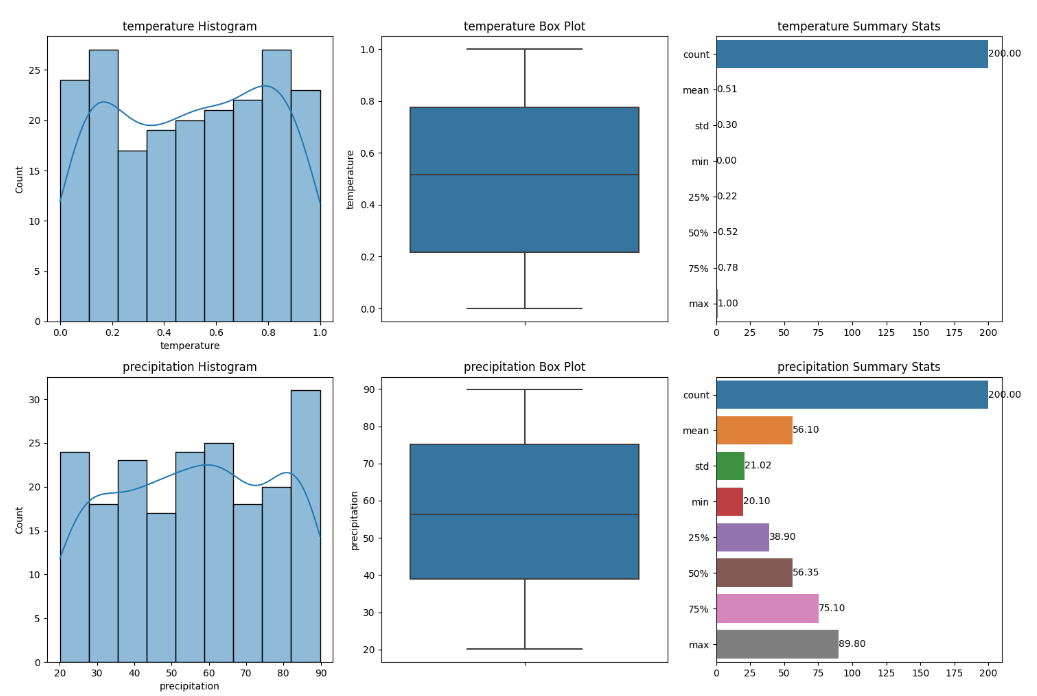 temperature Histogram
Count
25
20
15
10
5
0
0.0 0.2 0.4 0.6 0.8 1.0
temperature
temperature Box Plot
temperature
1.0
0.8
0.6
0.4
0.2
0.0
temperature Summary Stats
count 200.00
mean 0.51
std 0.30
min 0.00
25% 0.22
50% 0.52
75% 0.78
max 1.00
0 25 50 75 100 125 150 175 200
precipitation Histogram
Count
30
25
20
15
10
5
0
20 30 40 50 60 70 80 90
precipitation
precipitation Box Plot
precipitation
90
80
70
60
50
40
30
20
precipitation Summary Stats
count 200.00
mean 56.10
std 21.02
min 20.10
25% 38.90
50% 56.35
75% 75.10
max 89.80
0 25 50 75 100 125 150 175 200